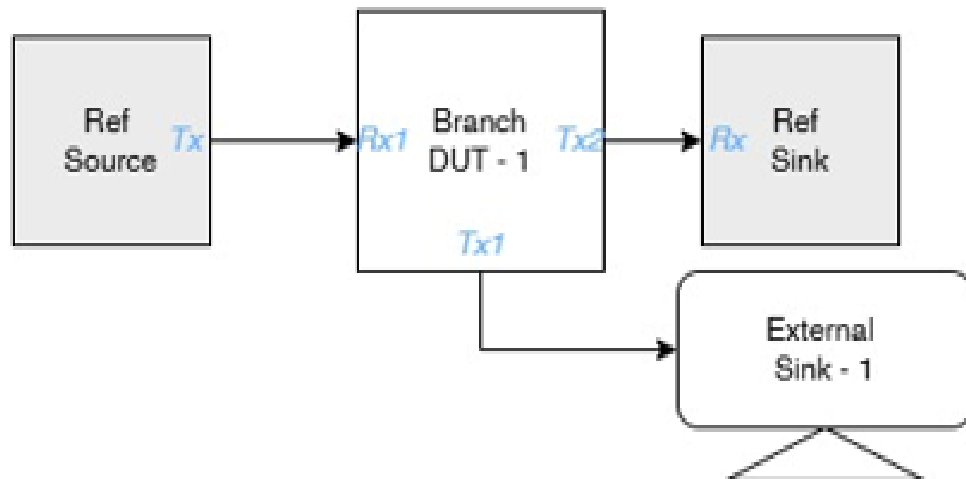 Ref
Source
Tx
Rx1
Branch
DUT - 1
Tx2
Tx1
Rx
Ref
Sink
External
Sink - 1